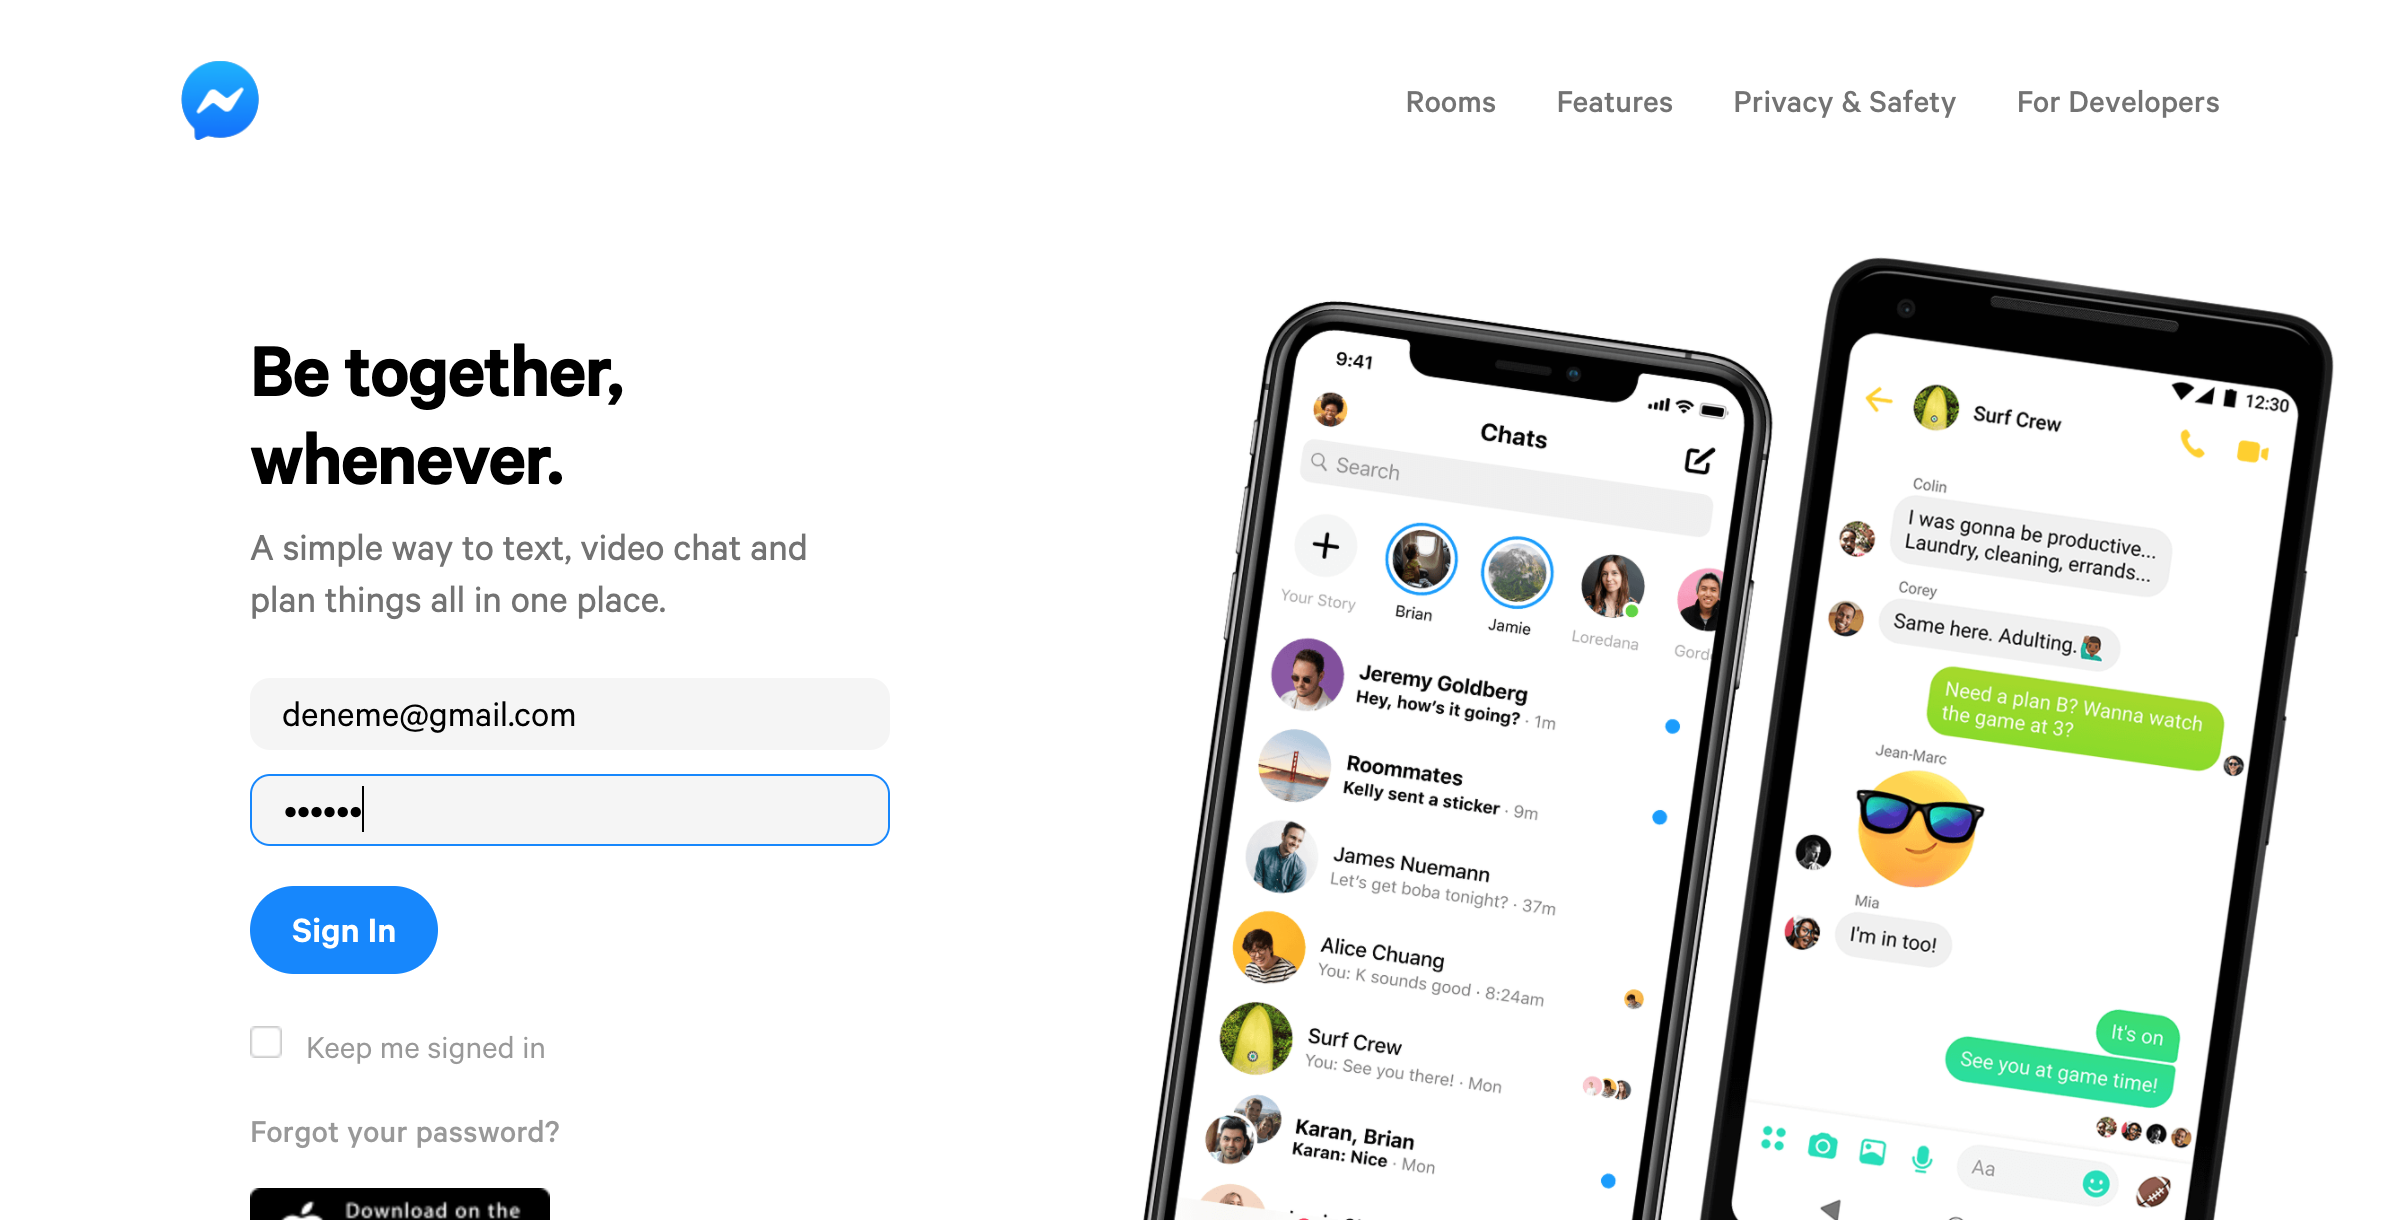 Rooms
Features
Privacy & Safety
For Developers
Be together,
whenever.
A simple way to text, video chat and
plan things all in one place.
deneme@gmail.com
••••••
Sign In
Keep me signed in
Forgot your password?
Download on the
9:41
Chats
Search
Your Story
Brian
Jamie
Loredana
Jeremy Goldberg
Hey, how's it going? · 1m
Roommates
Kelly sent a sticker · 9m
James Nuemann
Let's get boba tonight? · 37m
Alice Chuang
You: K sounds good · 8:24am
Surf Crew
You: See you there! · Mon
Karan, Brian
Karan: Nice · Mon
12:30
Surf Crew
Colin
I was gonna be productive...
Laundry, cleaning, errands...
Corey
Same here. Adulting.
Need a plan B? Wanna watch
the game at 3?
Jean-Marc
Mia
I'm in too!
It's on
See you at game time!
Aa